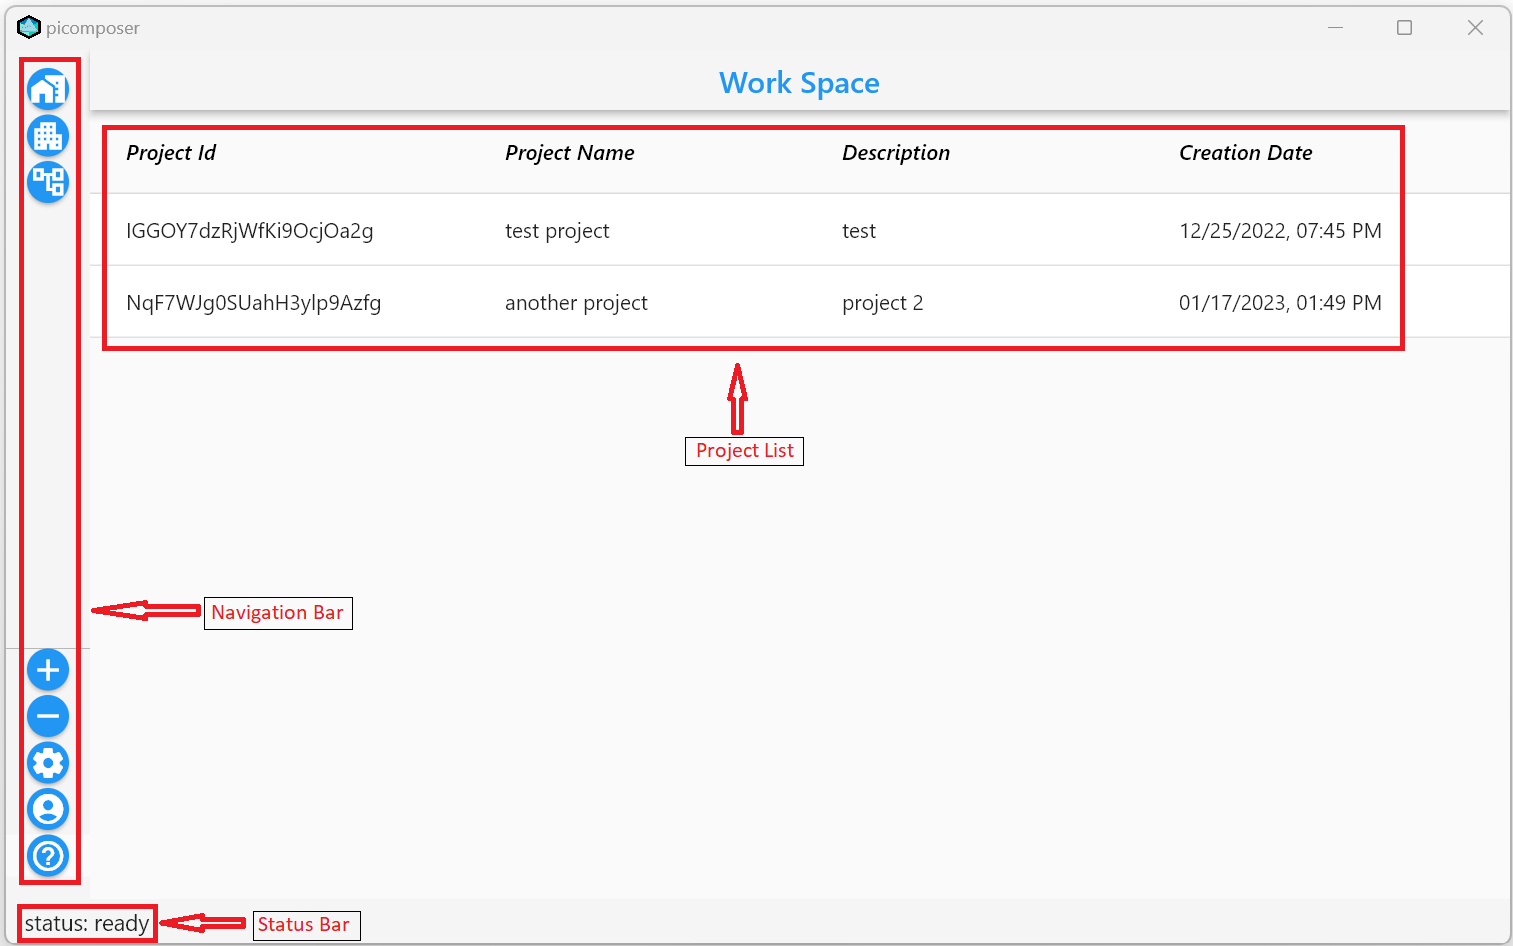 picomposer
Work Space
Project Id Project Name Description Creation Date
IGGOY7dzRjWfKi9OcjOa2g test project test 12/25/2022, 07:45 PM
NqF7WJg0SUahH3ylp9Azfg another project project 2 01/17/2023, 01:49 PM
Project List
Navigation Bar
status: ready Status Bar